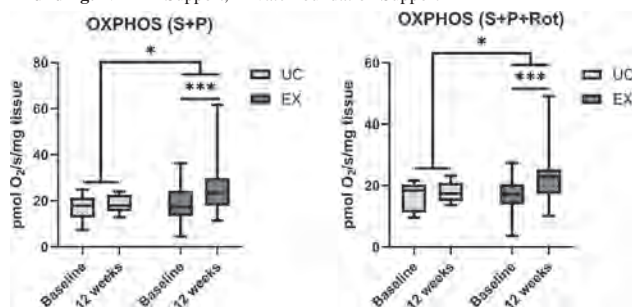 OXPHOS (S+P)
*
***
UC
EX
80
60
40
20
0
pmol O₂/s/mg tissue
Baseline
12 weeks
Baseline
12 weeks
OXPHOS (S+P+Rot)
*
***
UC
EX
60
40
20
0
pmol O₂/s/mg tissue
Baseline
12 weeks
Baseline
12 weeks